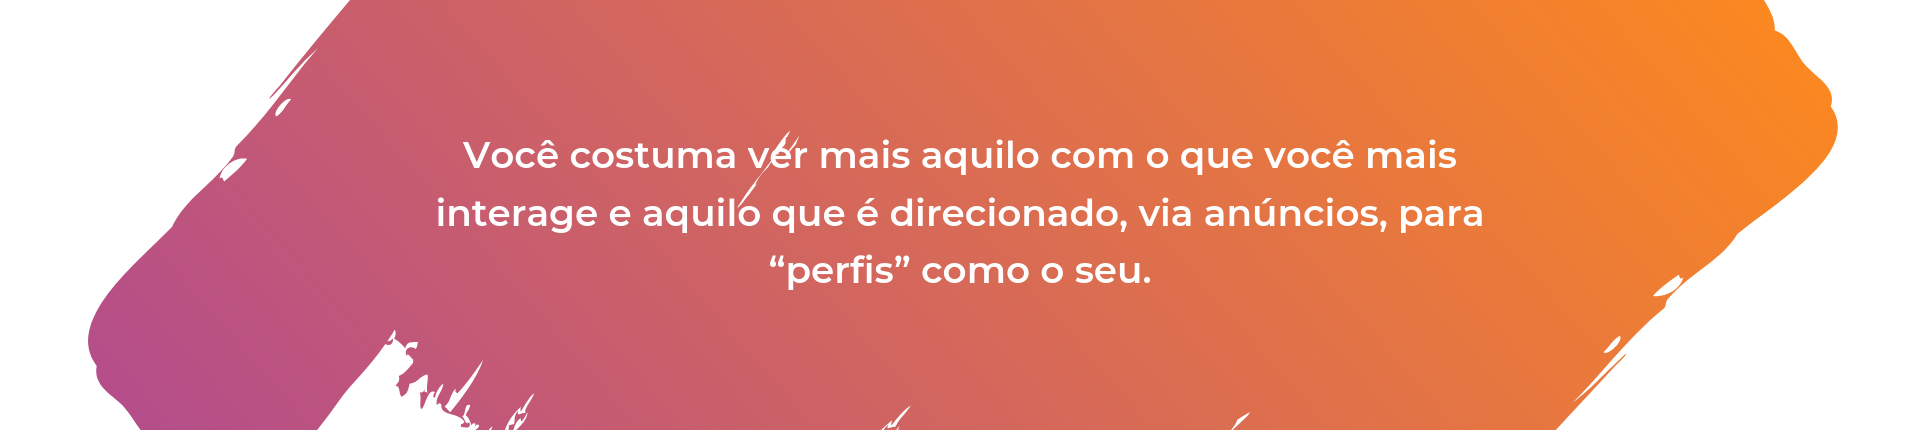 Você costuma ver mais aquilo com o que você mais
interage e aquilo que é direcionado, via anúncios, para
“perfis” como o seu.